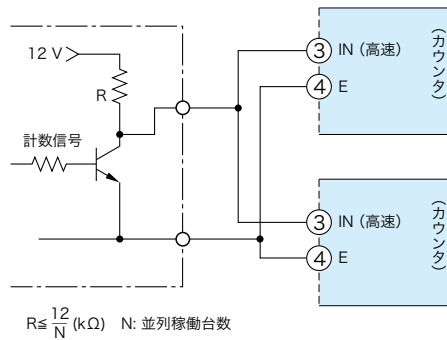 12 V
R
計数信号
③ IN (高速)
④ E
(カウンタ)
③ IN (高速)
④ E
(カウンタ)
R≦12/N (kΩ) N: 並列稼働台数